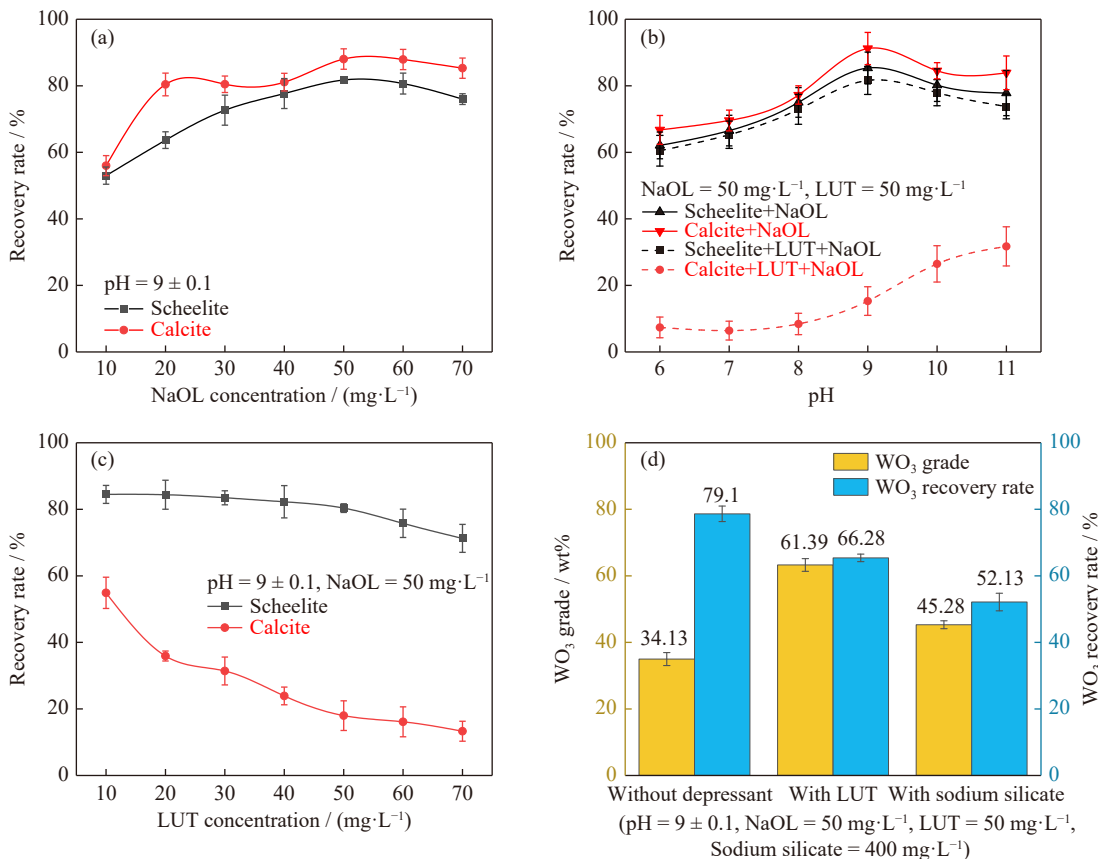 (a)
100
80
60
40
20
0
Recovery rate / %
pH = 9 ± 0.1
Scheelite
Calcite
10 20 30 40 50 60 70
NaOL concentration / (mg·L⁻¹)
(b)
100
80
60
40
20
0
Recovery rate / %
NaOL = 50 mg·L⁻¹, LUT = 50 mg·L⁻¹
Scheelite+NaOL
Calcite+NaOL
Scheelite+LUT+NaOL
Calcite+LUT+NaOL
6 7 8 9 10 11
pH
(c)
100
80
60
40
20
0
Recovery rate / %
pH = 9 ± 0.1, NaOL = 50 mg·L⁻¹
Scheelite
Calcite
10 20 30 40 50 60 70
LUT concentration / (mg·L⁻¹)
(d)
100
80
60
40
20
0
WO₃ grade / wt%
WO₃ grade
WO₃ recovery rate
34.13
79.1
61.39
66.28
45.28
52.13
100
80
60
40
20
0
WO₃ recovery rate / %
Without depressant With LUT With sodium silicate
(pH = 9 ± 0.1, NaOL = 50 mg·L⁻¹, LUT = 50 mg·L⁻¹,
Sodium silicate = 400 mg·L⁻¹)